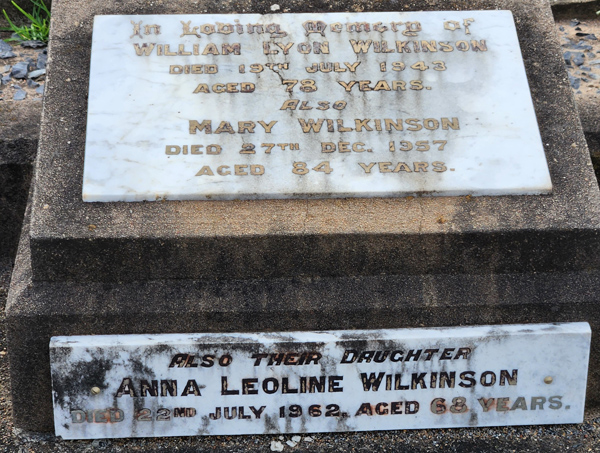 In Loving Memory of
WILLIAM LYON WILKINSON
DIED 19TH JULY 1943
AGED 78 YEARS.
ALSO
MARY WILKINSON
DIED 27TH DEC. 1957
AGED 84 YEARS.
ALSO THEIR DAUGHTER
ANNA LEOLINE WILKINSON
DIED 22ND JULY 1962, AGED 68 YEARS.